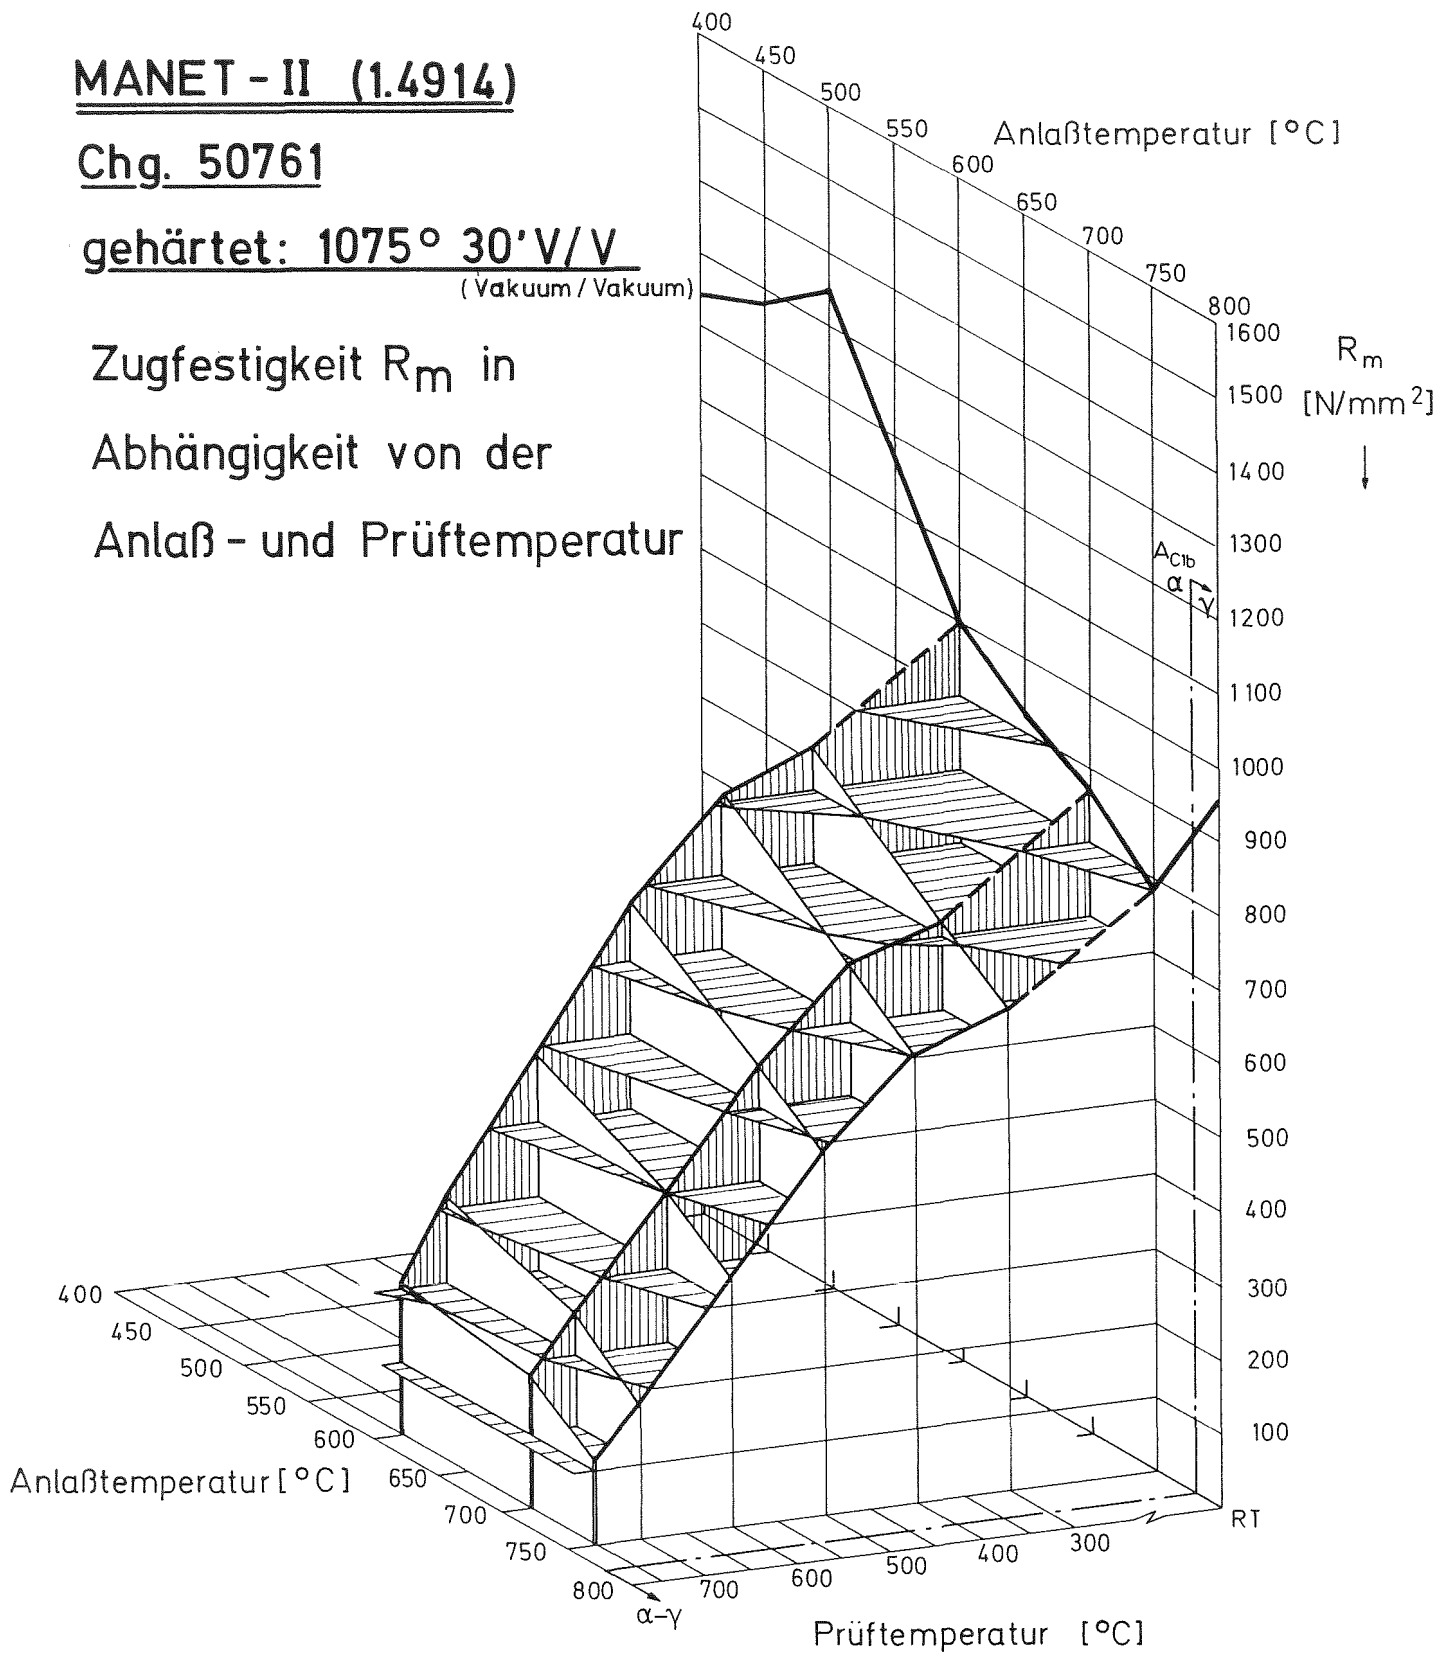 MANET-II (1.4914)
Chg. 50761
gehärtet: 1075° 30' V/V
(Vakuum / Vakuum)
Zugfestigkeit Rm in
Abhängigkeit von der
Anlaß- und Prüftemperatur
400
450
500
550
600
650
700
750
800
Anlaßtemperatur [°C]
Rm
[N/mm²]
1600
1500
1400
1300
1200
1100
1000
900
800
700
600
500
400
300
200
100
AC1b
α
γ
400
450
500
550
600
650
700
750
800
Anlaßtemperatur [°C]
α-γ
700
600
500
400
300
RT
Prüftemperatur [°C]